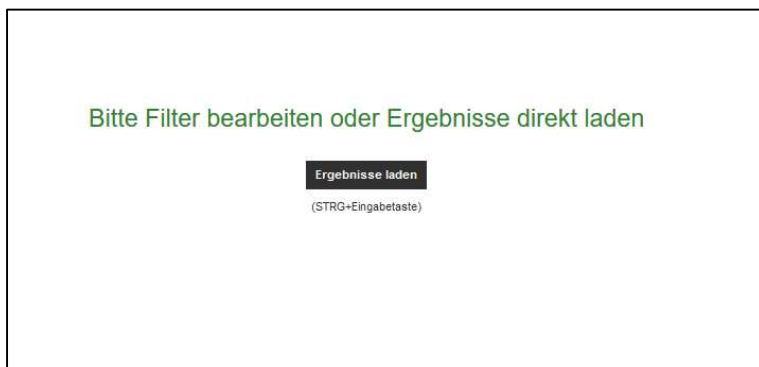 Bitte Filter bearbeiten oder Ergebnisse direkt laden
Ergebnisse laden
(STRG+Eingabetaste)